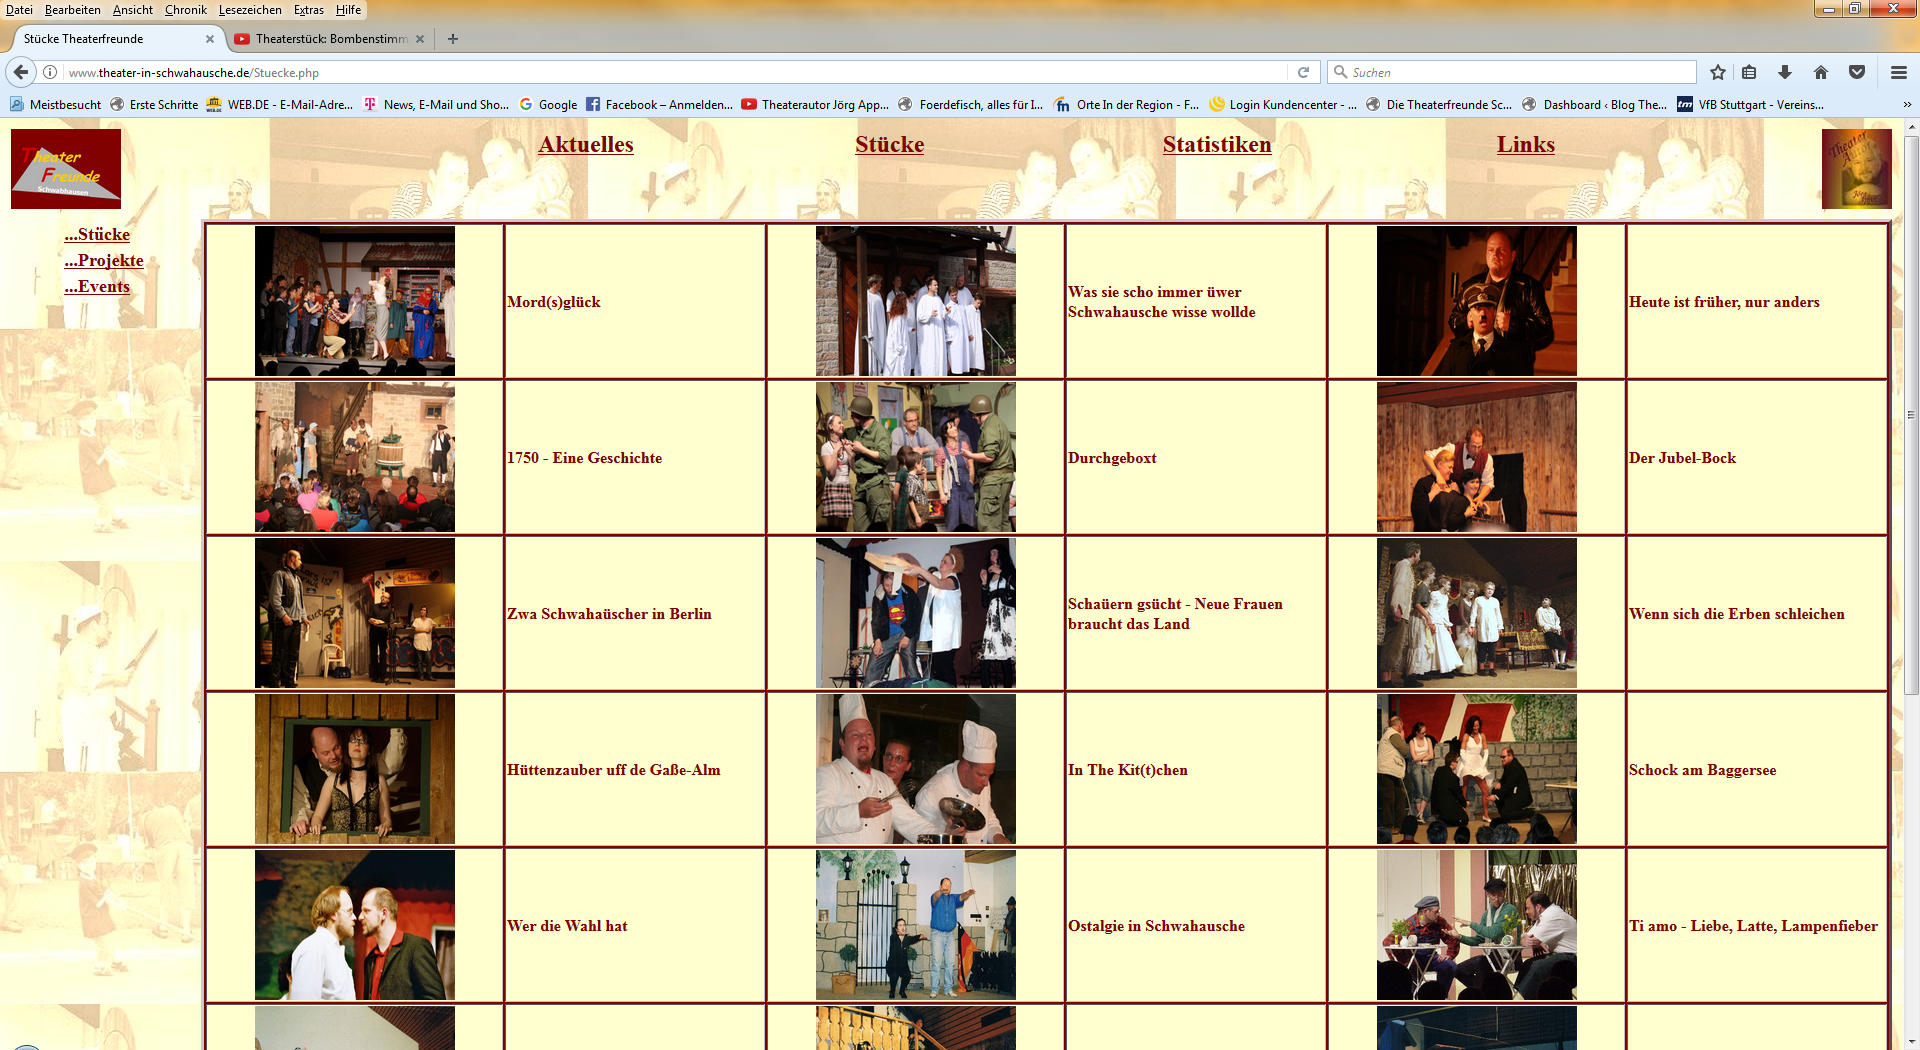 Datei Bearbeiten Ansicht Chronik Lesezeichen Extras Hilfe
Stücke Theaterfreunde
Theaterstück: Bombenstimm
www.theater-in-schwahausche.de/Stuecke.php
Suchen
Meistbesucht Erste Schritte WEB.DE - E-Mail-Adre... News, E-Mail und Sho... Google Facebook – Anmelden... Theaterautor Jörg App... Foerdefisch, alles für I... Orte In der Region - F... Login Kundencenter - ... Die Theaterfreunde Sc... Dashboard ‹ Blog The... VfB Stuttgart - Vereins...
Theater
Freunde
Schwabhausen
Aktuelles Stücke Statistiken Links
Theater
Autor
Jörg
...Stücke
...Projekte
...Events
Mord(s)glück
Was sie scho immer üwer
Schwahausche wisse wollde
Heute ist früher, nur anders
1750 - Eine Geschichte
Durchgeboxt
Der Jubel-Bock
Zwa Schwahaüscher in Berlin
Schaüern gsücht - Neue Frauen
braucht das Land
Wenn sich die Erben schleichen
Hüttenzauber uff de Gaße-Alm
In The Kit(t)chen
Schock am Baggersee
Wer die Wahl hat
Ostalgie in Schwahausche
Ti amo - Liebe, Latte, Lampenfieber